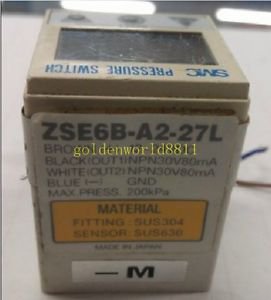 SMC PRESSURE SWITCH
ZSE6B-A2-27L
goldenworld8811
BLACK(OUT1)NPN30V80mA
WHITE(OUT2)NPN30V80mA
BLUE (—) GND
MAX.PRESS. 200kPa
MATERIAL
FITTING :SUS304
SENSOR :SUS630
MADE IN JAPAN
-M